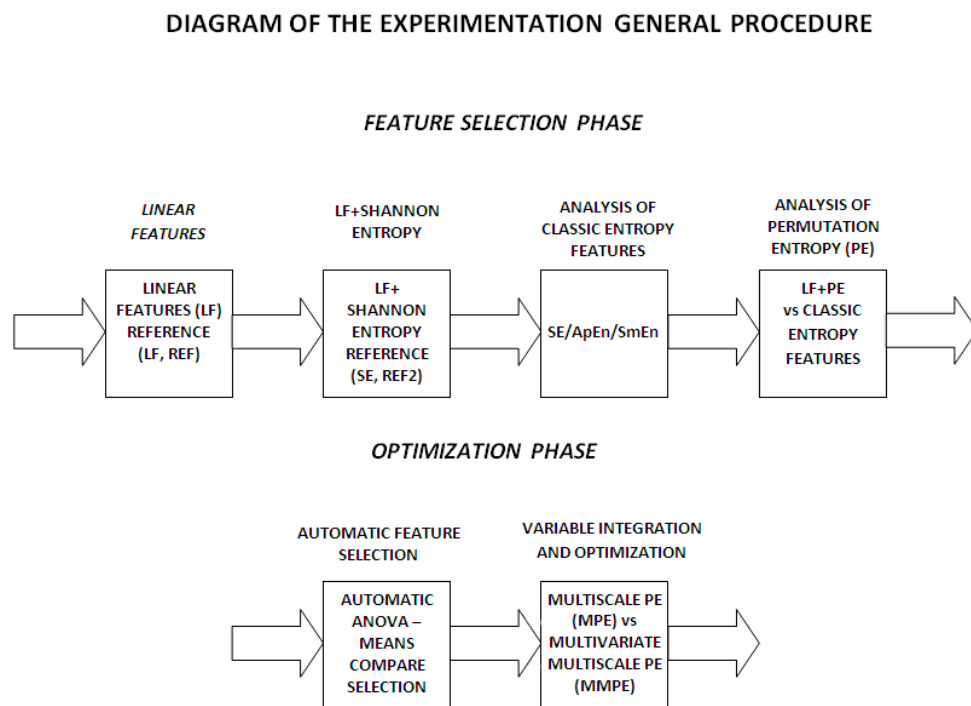 DIAGRAM OF THE EXPERIMENTATION GENERAL PROCEDURE
FEATURE SELECTION PHASE
LINEAR
FEATURES
LF+SHANNON
ENTROPY
ANALYSIS OF
CLASSIC ENTROPY
FEATURES
ANALYSIS OF
PERMUTATION
ENTROPY (PE)
LINEAR
FEATURES (LF)
REFERENCE
(LF, REF)
LF+
SHANNON
ENTROPY
REFERENCE
(SE, REF2)
SE/ApEn/SmEn
LF+PE
vs CLASSIC
ENTROPY
FEATURES
OPTIMIZATION PHASE
AUTOMATIC FEATURE
SELECTION
VARIABLE INTEGRATION
AND OPTIMIZATION
AUTOMATIC
ANOVA –
MEANS
COMPARE
SELECTION
MULTISCALE PE
(MPE) vs
MULTIVARIATE
MULTISCALE PE
(MMPE)